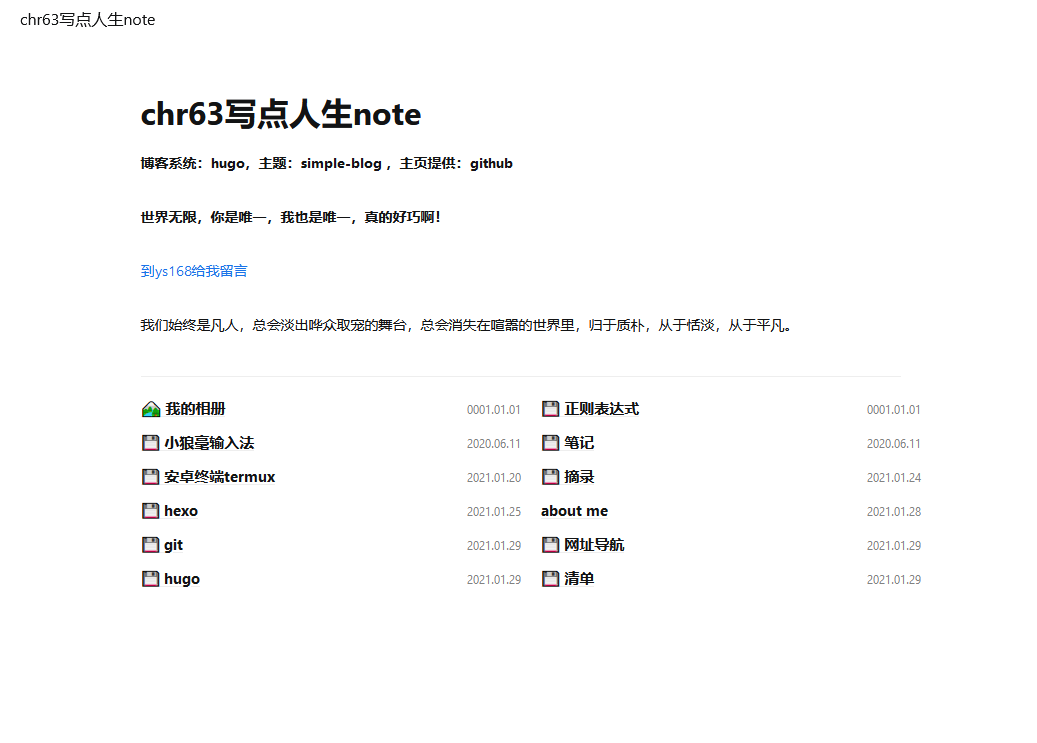 chr63写点人生note
chr63写点人生note
博客系统：hugo，主题：simple-blog ，主页提供：github
世界无限，你是唯一，我也是唯一，真的好巧啊！
到ys168给我留言
我们始终是凡人，总会淡出哗众取宠的舞台，总会消失在喧嚣的世界里，归于质朴，从于恬淡，从于平凡。
我的相册 0001.01.01 正则表达式 0001.01.01
小狼毫输入法 2020.06.11 笔记 2020.06.11
安卓终端termux 2021.01.20 摘录 2021.01.24
hexo 2021.01.25 about me 2021.01.28
git 2021.01.29 网址导航 2021.01.29
hugo 2021.01.29 清单 2021.01.29